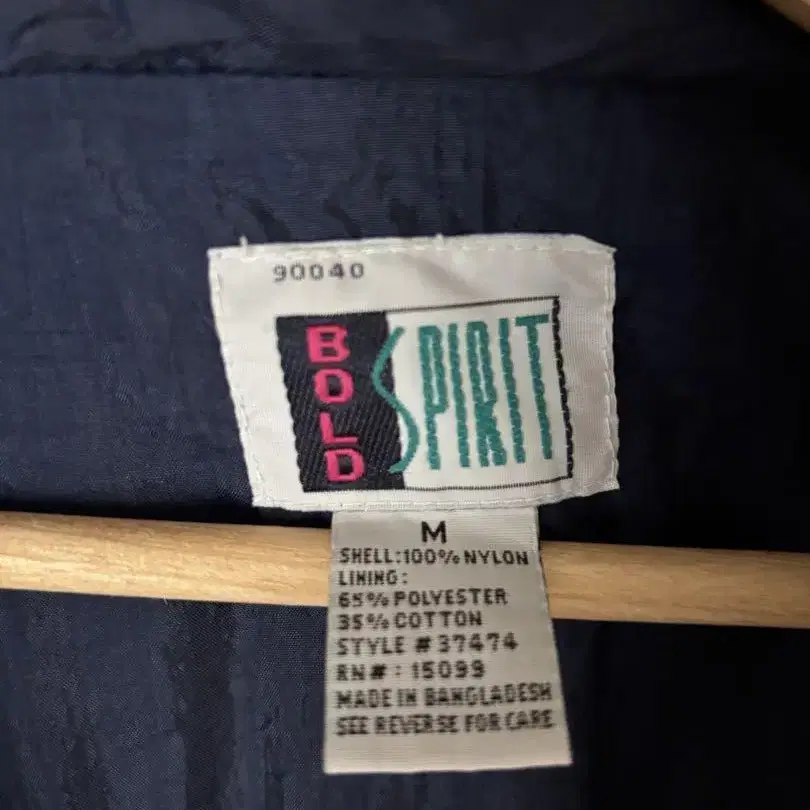 90040
BOLD SPIRIT
M
SHELL:100% NYLON
LINING:
65% POLYESTER
35% COTTON
STYLE # 37474
RN# : 15099
MADE IN BANGLADESH
SEE REVERSE FOR CARE